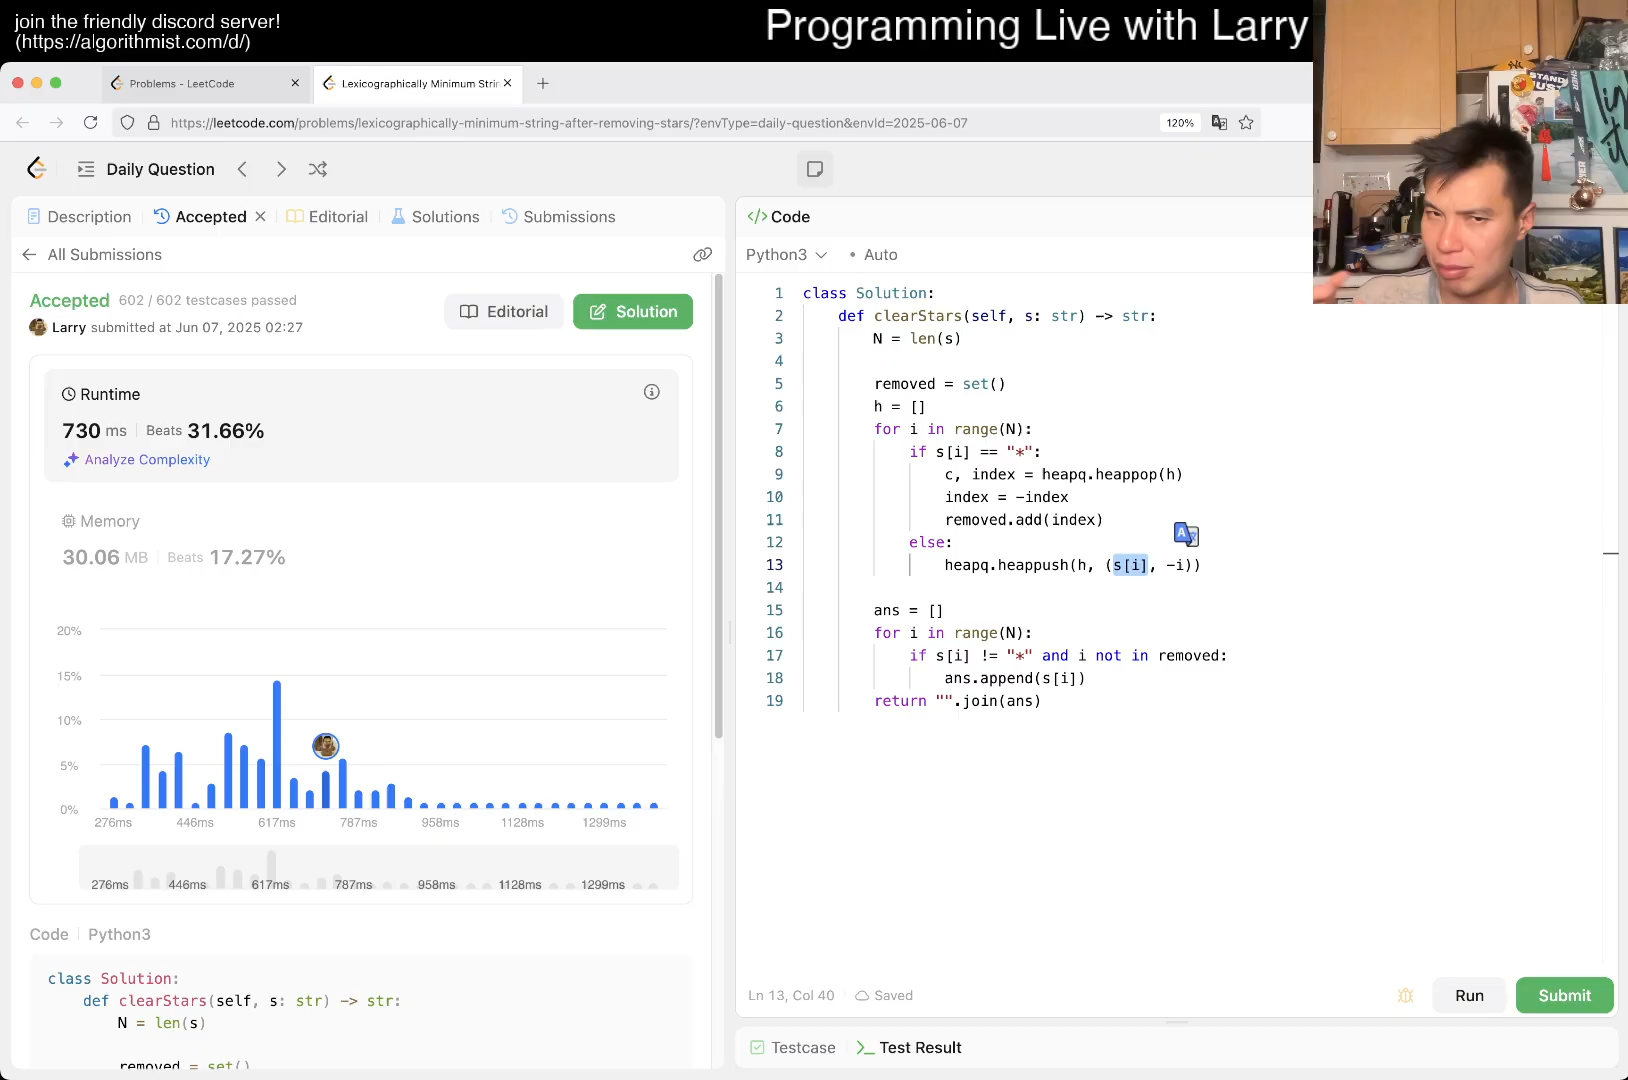 join the friendly discord server!
(https://algorithmist.com/d/)
Programming Live with Larry
Problems - LeetCode
Lexicographically Minimum Strin
https://leetcode.com/problems/lexicographically-minimum-string-after-removing-stars/?envType=daily-question&envId=2025-06-07
120%
Daily Question
Description
Accepted
Editorial
Solutions
Submissions
All Submissions
Accepted 602 / 602 testcases passed
Larry submitted at Jun 07, 2025 02:27
Editorial
Solution
Runtime
730 ms Beats 31.66%
Analyze Complexity
Memory
30.06 MB Beats 17.27%
20%
15%
10%
5%
0%
276ms 446ms 617ms 787ms 958ms 1128ms 1299ms
276ms 446ms 617ms 787ms 958ms 1128ms 1299ms
Code Python3
class Solution:
def clearStars(self, s: str) -> str:
N = len(s)
removed = set()
</> Code
Python3 • Auto
1 class Solution:
2 def clearStars(self, s: str) -> str:
3 N = len(s)
4
5 removed = set()
6 h = []
7 for i in range(N):
8 if s[i] == "*":
9 c, index = heapq.heappop(h)
10 index = -index
11 removed.add(index)
12 else:
13 heapq.heappush(h, (s[i], -i))
14
15 ans = []
16 for i in range(N):
17 if s[i] != "*" and i not in removed:
18 ans.append(s[i])
19 return "".join(ans)
Ln 13, Col 40 Saved
Run
Submit
Testcase
Test Result
STAND